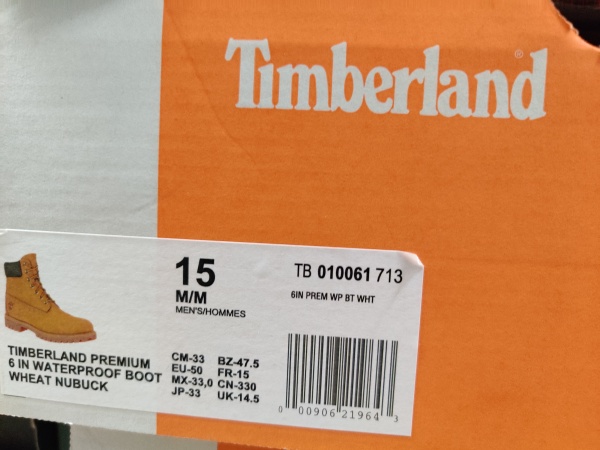 Timberland®
15
M/M
MEN'S/HOMMES
TB 010061 713
6IN PREM WP BT WHT
TIMBERLAND PREMIUM
6 IN WATERPROOF BOOT
WHEAT NUBUCK
CM-33 BZ-47.5
EU-50 FR-15
MX-33,0 CN-330
JP-33 UK-14.5
0 00906 21964 3